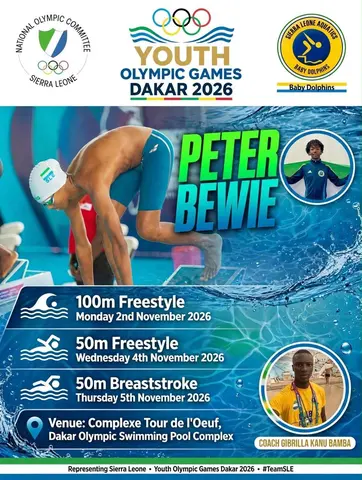 NATIONAL OLYMPIC COMMITTEE
SIERRA LEONE
YOUTH
OLYMPIC GAMES
DAKAR 2026
SIERRA LEONE AQUATICS
BABY DOLPHINS
Baby Dolphins
PETER
BEWIE
100m Freestyle
Monday 2nd November 2026
50m Freestyle
Wednesday 4th November 2026
50m Breaststroke
Thursday 5th November 2026
Venue: Complexe Tour de l'Oeuf,
Dakar Olympic Swimming Pool Complex
COACH GIBRILLA KANU BAMBA
Representing Sierra Leone • Youth Olympic Games Dakar 2026 • #TeamSLE